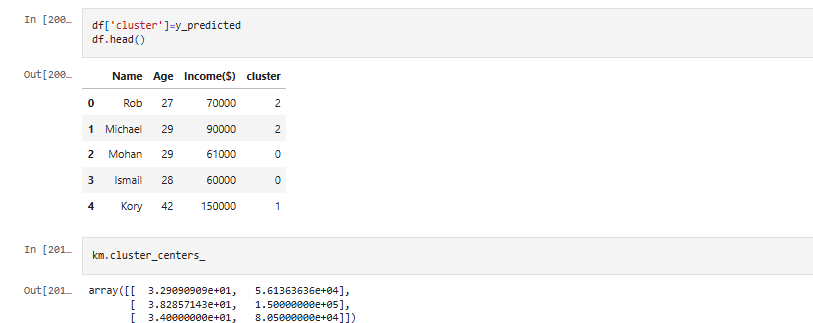 In [200…
df['cluster']=y_predicted
df.head()
Out[200…
Name Age Income($) cluster
0 Rob 27 70000 2
1 Michael 29 90000 2
2 Mohan 29 61000 0
3 Ismail 28 60000 0
4 Kory 42 150000 1
In [201…
km.cluster_centers_
Out[201…
array([[ 3.29090909e+01, 5.61363636e+04],
[ 3.82857143e+01, 1.50000000e+05],
[ 3.40000000e+01, 8.05000000e+04]])